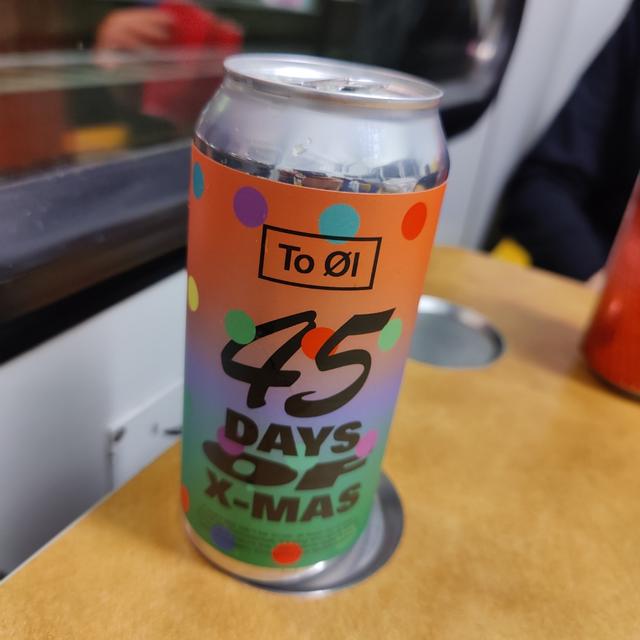 To Øl
45
DAYS
OF
X-MAS